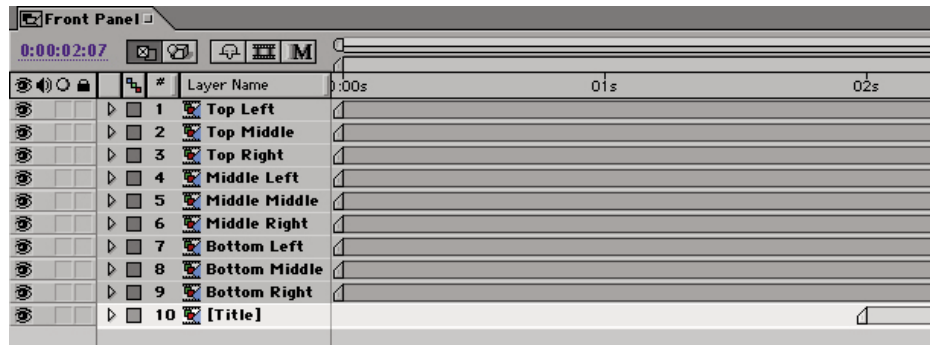 Front Panel
0:00:02:07 M
# Layer Name 0:00s 01s 02s
1 Top Left
2 Top Middle
3 Top Right
4 Middle Left
5 Middle Middle
6 Middle Right
7 Bottom Left
8 Bottom Middle
9 Bottom Right
10 [Title]